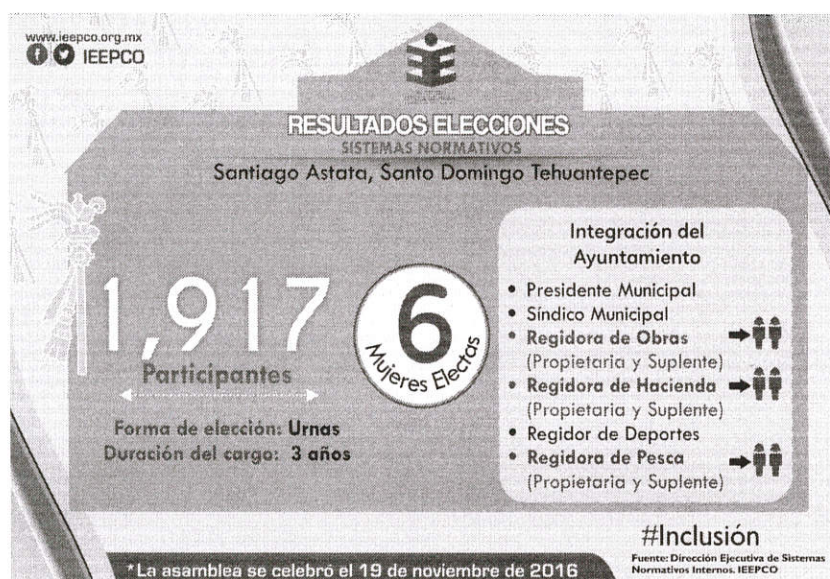 www.ieepco.org.mx
IEEPCO
RESULTADOS ELECCIONES
SISTEMAS NORMATIVOS
Santiago Astata, Santo Domingo Tehuantepec
1,917
Participantes
Forma de elección: Urnas
Duración del cargo: 3 años
6
Mujeres Electas
Integración del
Ayuntamiento
• Presidente Municipal
• Síndico Municipal
• Regidora de Obras
(Propietaria y Suplente)
• Regidora de Hacienda
(Propietaria y Suplente)
• Regidor de Deportes
• Regidora de Pesca
(Propietaria y Suplente)
#Inclusión
Fuente: Dirección Ejecutiva de Sistemas
Normativos Internos. IEEPCO
*La asamblea se celebró el 19 de noviembre de 2016